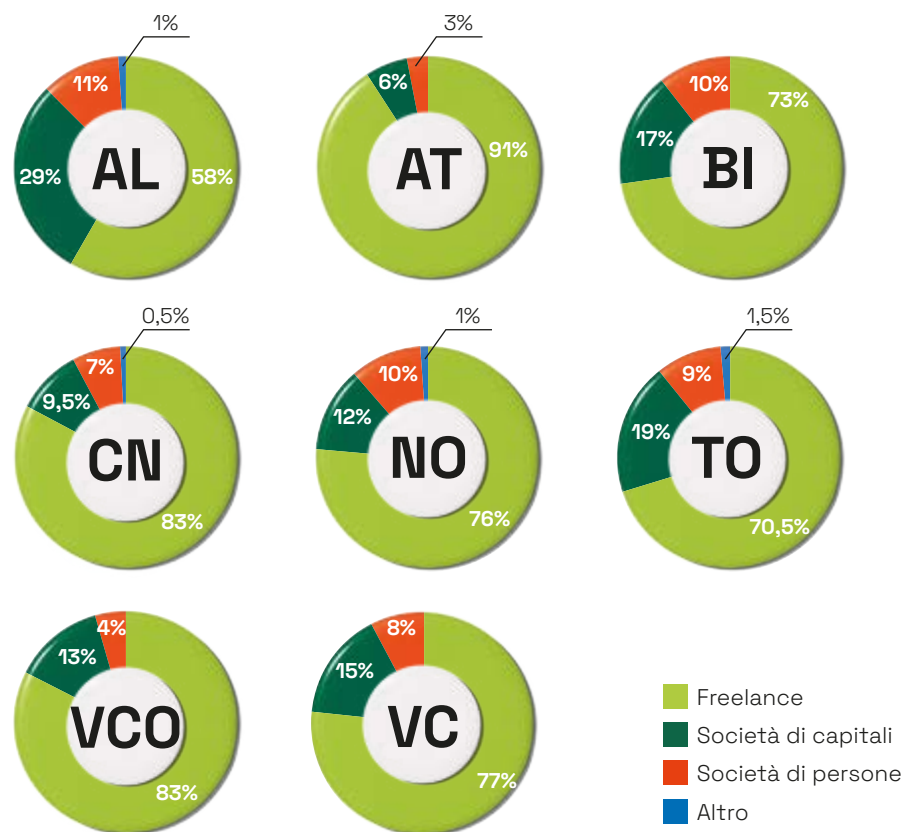 1%
11%
29%
58%
AL
3%
6%
91%
AT
10%
73%
17%
BI
0,5%
7%
9,5%
CN
83%
1%
10%
12%
NO
76%
1,5%
9%
19%
TO
70,5%
4%
13%
VCO
83%
8%
15%
VC
77%
Freelance
Società di capitali
Società di persone
Altro